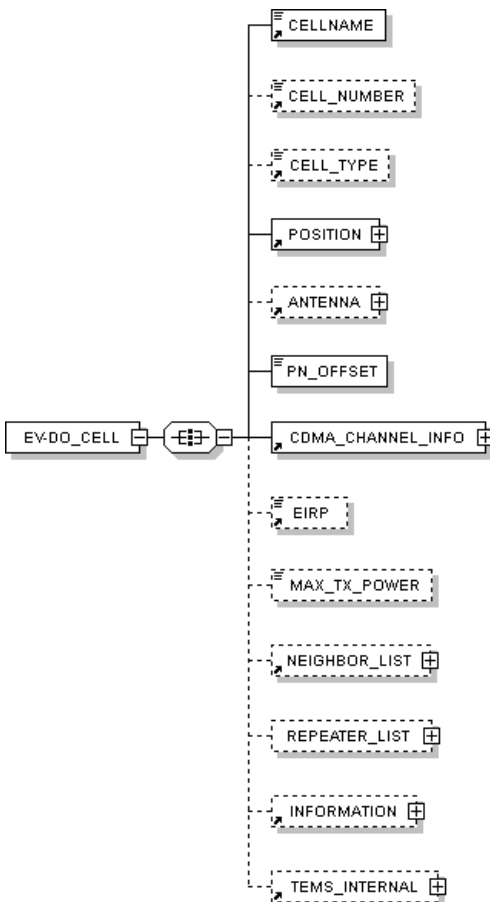 CELLNAME
CELL_NUMBER
CELL_TYPE
POSITION
ANTENNA
PN_OFFSET
EV-DO_CELL
CDMA_CHANNEL_INFO
EIRP
MAX_TX_POWER
NEIGHBOR_LIST
REPEATER_LIST
INFORMATION
TEMS_INTERNAL